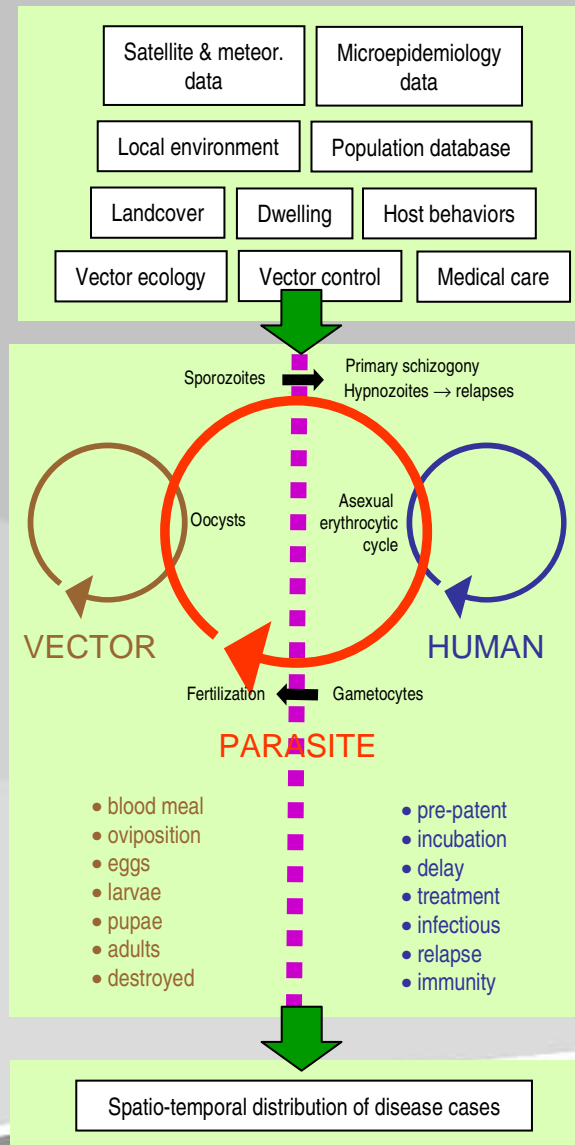 Satellite & meteor.
data
Microepidemiology
data
Local environment
Population database
Landcover
Dwelling
Host behaviors
Vector ecology
Vector control
Medical care
Sporozoites
Primary schizogony
Hypnozoites → relapses
Oocysts
Asexual
erythrocytic
cycle
VECTOR
HUMAN
Fertilization
Gametocytes
PARASITE
• blood meal
• oviposition
• eggs
• larvae
• pupae
• adults
• destroyed
• pre-patent
• incubation
• delay
• treatment
• infectious
• relapse
• immunity
Spatio-temporal distribution of disease cases